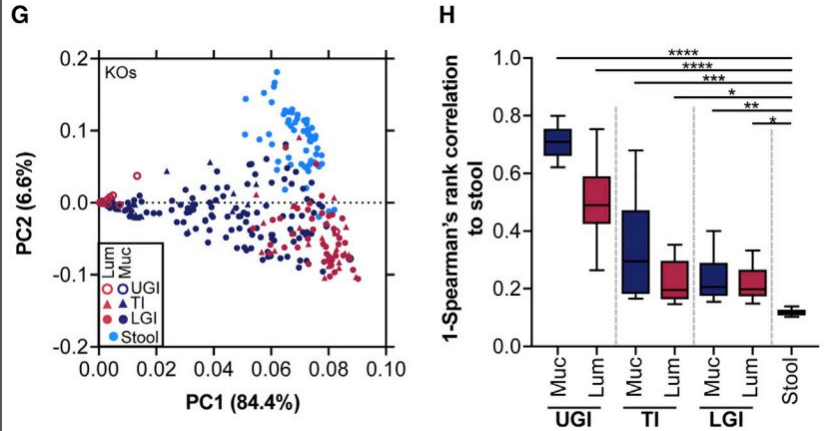 G
KOs
0.2
0.1
0.0
-0.1
-0.2
PC2 (6.6%)
Lum
Muc
UGI
TI
LGI
Stool
0.00 0.02 0.04 0.06 0.08 0.10
PC1 (84.4%)
H
1-Spearman's rank correlation
to stool
1.0
0.8
0.6
0.4
0.2
0.0
****
****
***
*
**
*
Muc Lum Muc Lum Muc Lum Stool
UGI TI LGI